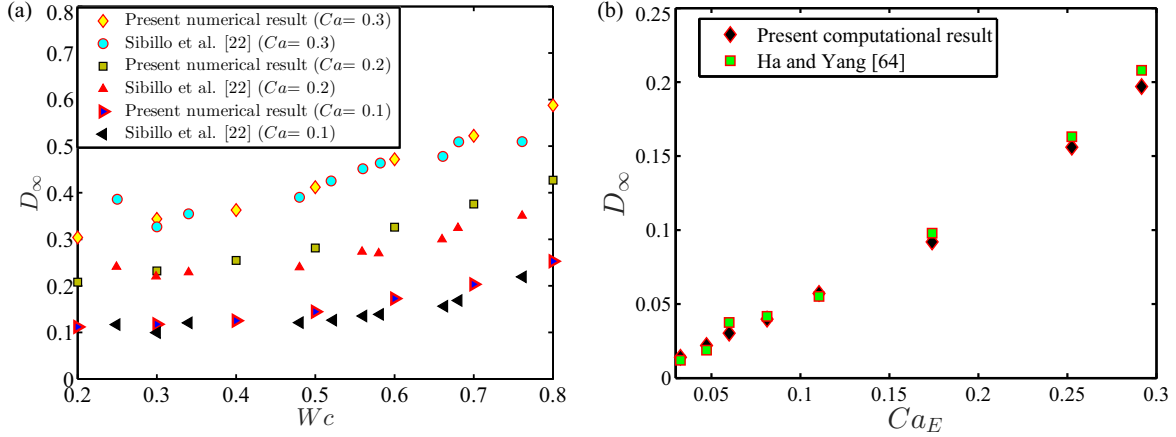 (a)
0.8
0.7
0.6
0.5
0.4
0.3
0.2
0.1
0
D∞
Present numerical result (Ca= 0.3)
Sibillo et al. [22] (Ca= 0.3)
Present numerical result (Ca= 0.2)
Sibillo et al. [22] (Ca= 0.2)
Present numerical result (Ca= 0.1)
Sibillo et al. [22] (Ca= 0.1)
0.2 0.3 0.4 0.5 0.6 0.7 0.8
Wc
(b)
0.25
0.2
0.15
0.1
0.05
0
D∞
Present computational result
Ha and Yang [64]
0.05 0.1 0.15 0.2 0.25 0.3
Ca_E